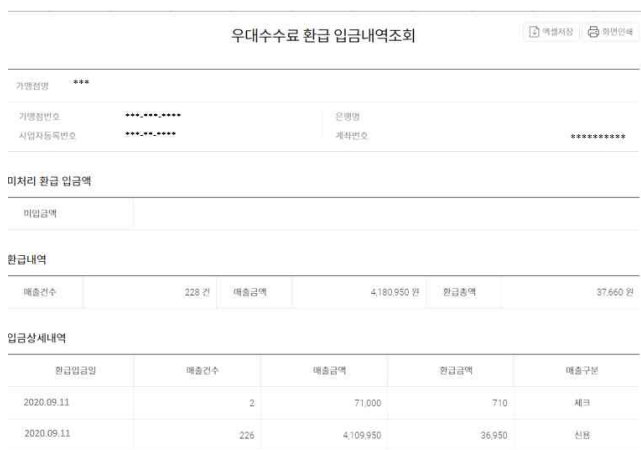 우대수수료 환급 입금내역조회
엑셀저장 화면인쇄
가맹점명 ***
가맹점번호 ***-***-**** 은행명
사업자등록번호 ***-**-**** 계좌번호 **********
미처리 환급 입금액
미입금액
환급내역
매출건수 228 건 매출금액 4,180,950 원 환급총액 37,660 원
입금상세내역
환급입금일 매출건수 매출금액 환급금액 매출구분
2020.09.11 2 71,000 710 체크
2020.09.11 226 4,109,950 36,950 신용